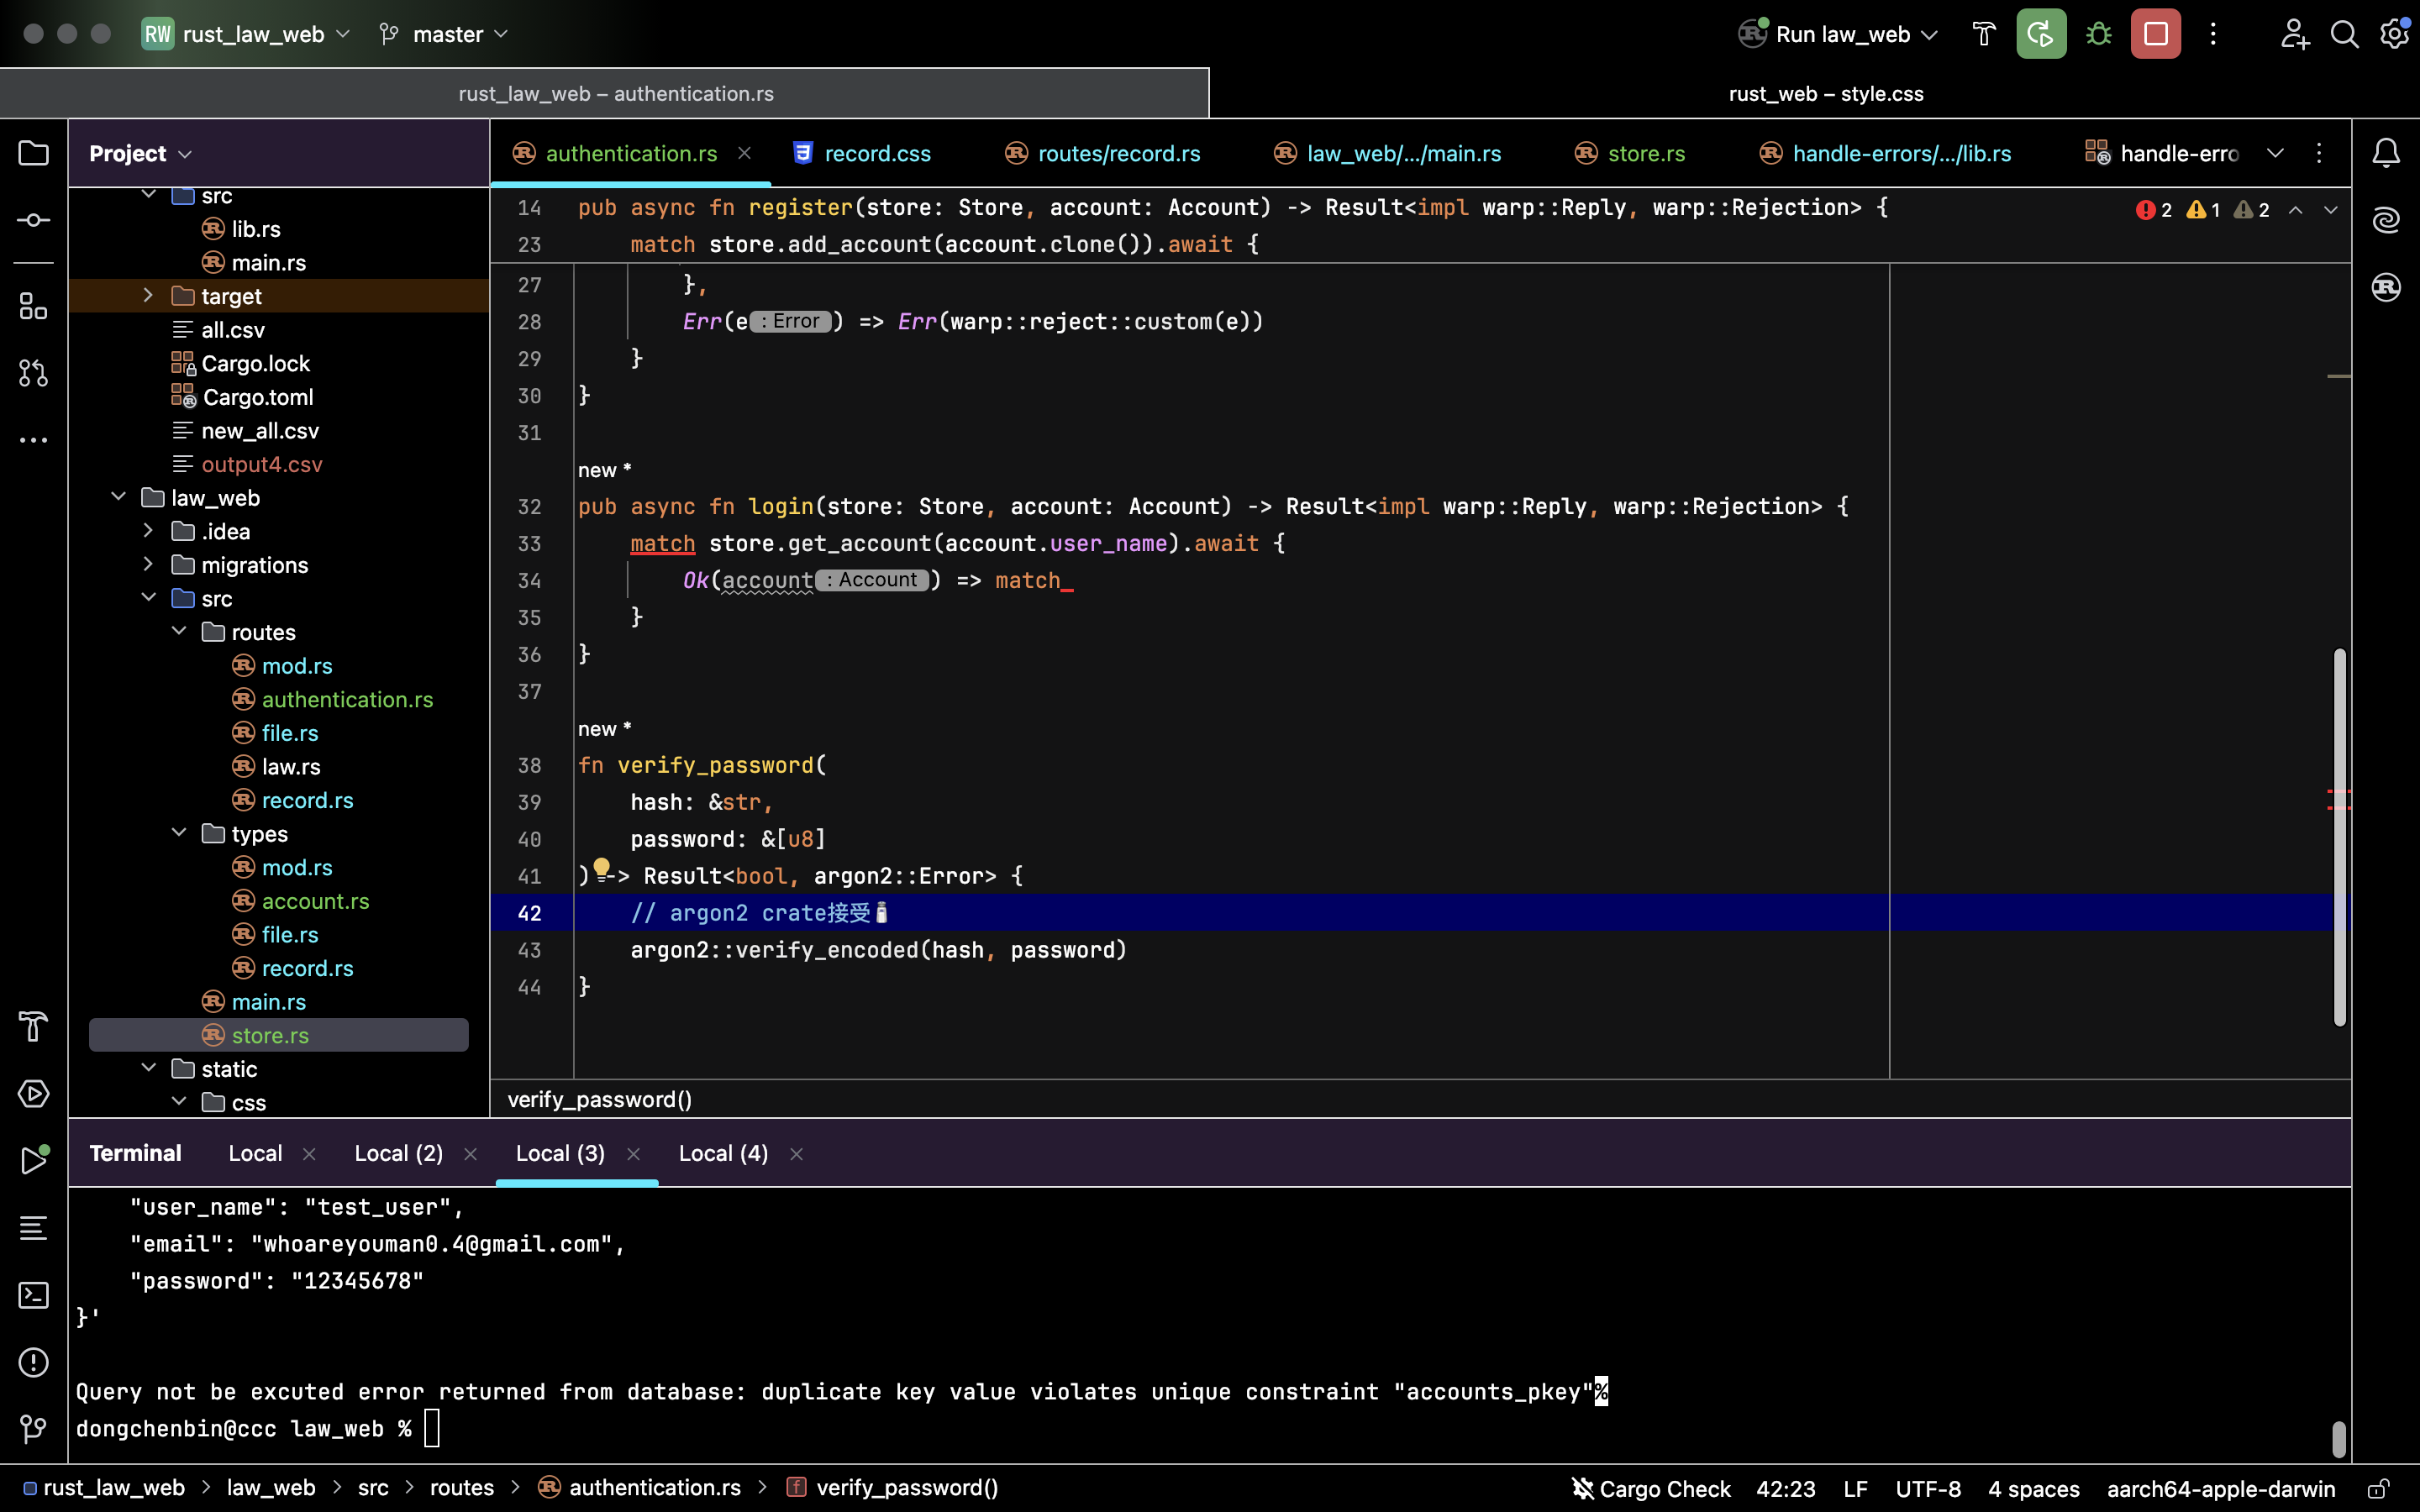 RW rust_law_web master Run law_web
rust_law_web – authentication.rs rust_web – style.css
Project authentication.rs record.css routes/record.rs law_web/.../main.rs store.rs handle-errors/.../lib.rs handle-erro
src
lib.rs
main.rs
target
all.csv
Cargo.lock
Cargo.toml
new_all.csv
output4.csv
law_web
.idea
migrations
src
routes
mod.rs
authentication.rs
file.rs
law.rs
record.rs
types
mod.rs
account.rs
file.rs
record.rs
main.rs
store.rs
static
css
14 pub async fn register(store: Store, account: Account) -> Result<impl warp::Reply, warp::Rejection> { 2 1 2
23 match store.add_account(account.clone()).await {
27 },
28 Err(e : Error ) => Err(warp::reject::custom(e))
29 }
30 }
31
new *
32 pub async fn login(store: Store, account: Account) -> Result<impl warp::Reply, warp::Rejection> {
33 match store.get_account(account.user_name).await {
34 Ok(account : Account ) => match_
35 }
36 }
37
new *
38 fn verify_password(
39 hash: &str,
40 password: &[u8]
41 ) -> Result<bool, argon2::Error> {
42 // argon2 crate接受🧂
43 argon2::verify_encoded(hash, password)
44 }
verify_password()
Terminal Local Local (2) Local (3) Local (4)
"user_name": "test_user",
"email": "whoareyouman0.4@gmail.com",
"password": "12345678"
}'
Query not be excuted error returned from database: duplicate key value violates unique constraint "accounts_pkey"%
dongchenbin@ccc law_web %
rust_law_web > law_web > src > routes > authentication.rs > f verify_password() Cargo Check 42:23 LF UTF-8 4 spaces aarch64-apple-darwin